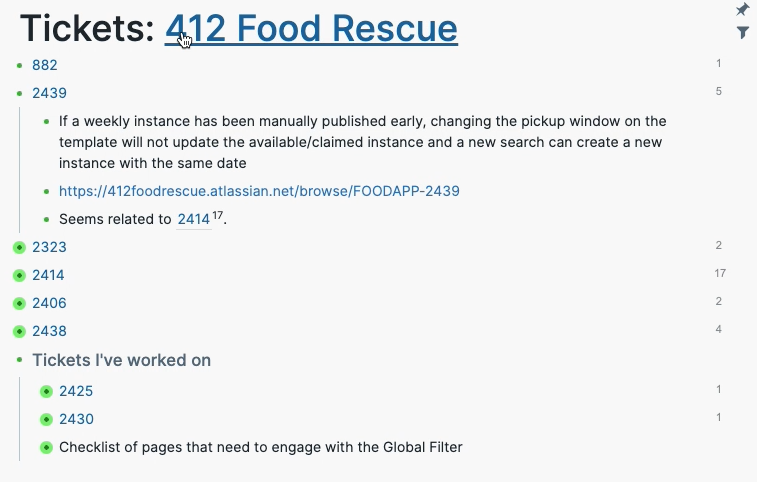 Tickets: 412 Food Rescue
882 1
2439 5
If a weekly instance has been manually published early, changing the pickup window on the
template will not update the available/claimed instance and a new search can create a new
instance with the same date
https://412foodrescue.atlassian.net/browse/FOODAPP-2439
Seems related to 2414 17.
2323 2
2414 17
2406 2
2438 4
Tickets I've worked on
2425 1
2430 1
Checklist of pages that need to engage with the Global Filter